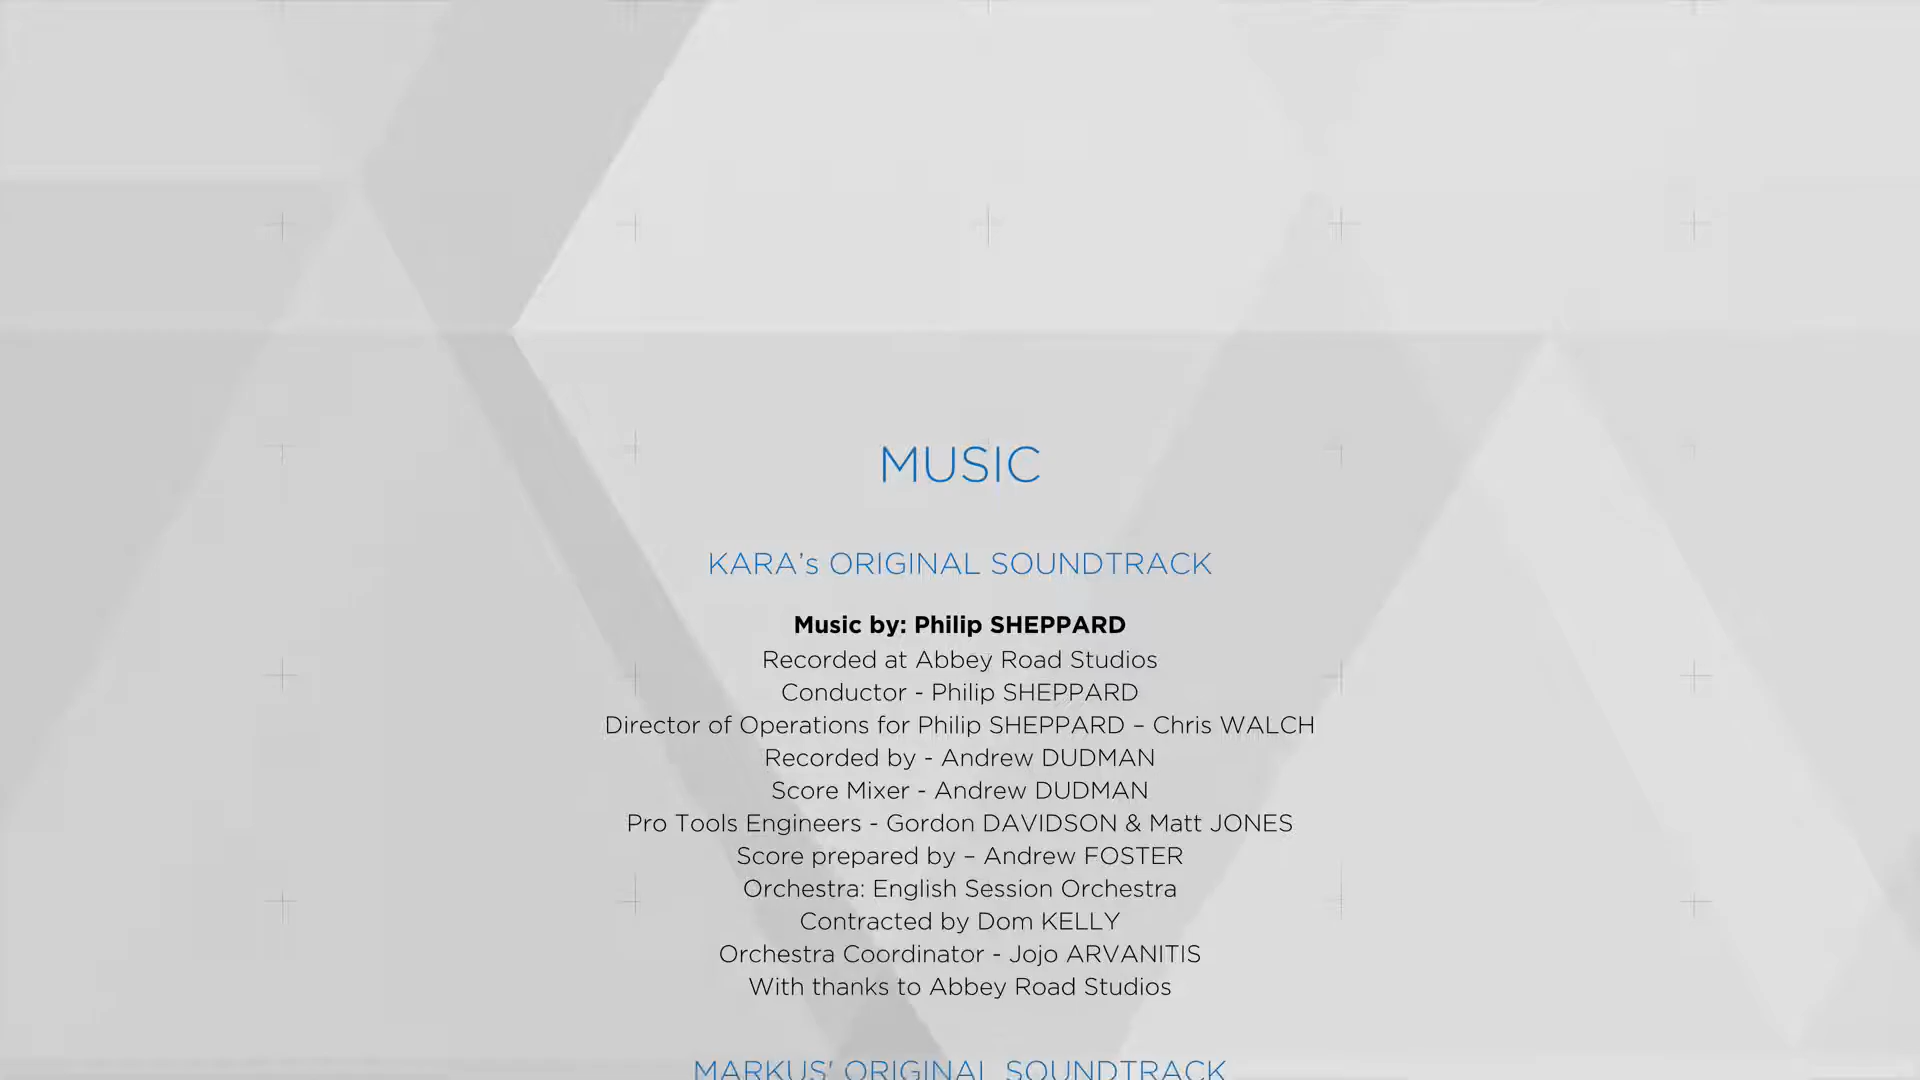 MUSIC
KARA’s ORIGINAL SOUNDTRACK
Music by: Philip SHEPPARD
Recorded at Abbey Road Studios
Conductor - Philip SHEPPARD
Director of Operations for Philip SHEPPARD – Chris WALCH
Recorded by - Andrew DUDMAN
Score Mixer - Andrew DUDMAN
Pro Tools Engineers - Gordon DAVIDSON & Matt JONES
Score prepared by – Andrew FOSTER
Orchestra: English Session Orchestra
Contracted by Dom KELLY
Orchestra Coordinator - Jojo ARVANITIS
With thanks to Abbey Road Studios
MARKUS' ORIGINAL SOUNDTRACK